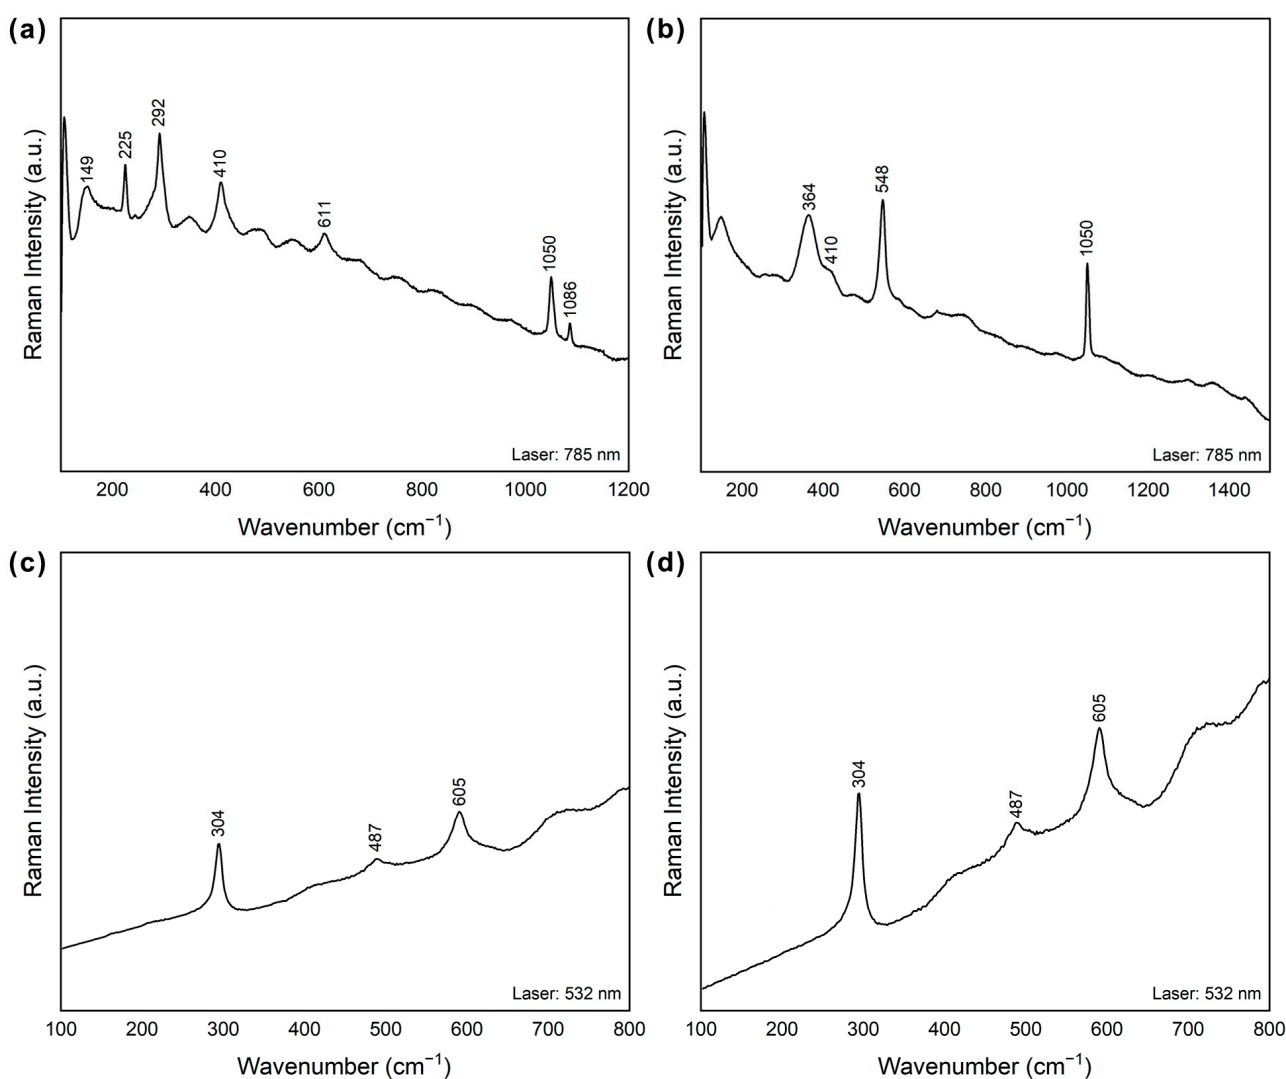 (a)
149
225
292
410
611
1050
1086
Laser: 785 nm
Raman Intensity (a.u.)
200 400 600 800 1000 1200
Wavenumber (cm⁻¹)
(b)
364
410
548
1050
Laser: 785 nm
Raman Intensity (a.u.)
200 400 600 800 1000 1200 1400
Wavenumber (cm⁻¹)
(c)
304
487
605
Laser: 532 nm
Raman Intensity (a.u.)
100 200 300 400 500 600 700 800
Wavenumber (cm⁻¹)
(d)
304
487
605
Laser: 532 nm
Raman Intensity (a.u.)
100 200 300 400 500 600 700 800
Wavenumber (cm⁻¹)